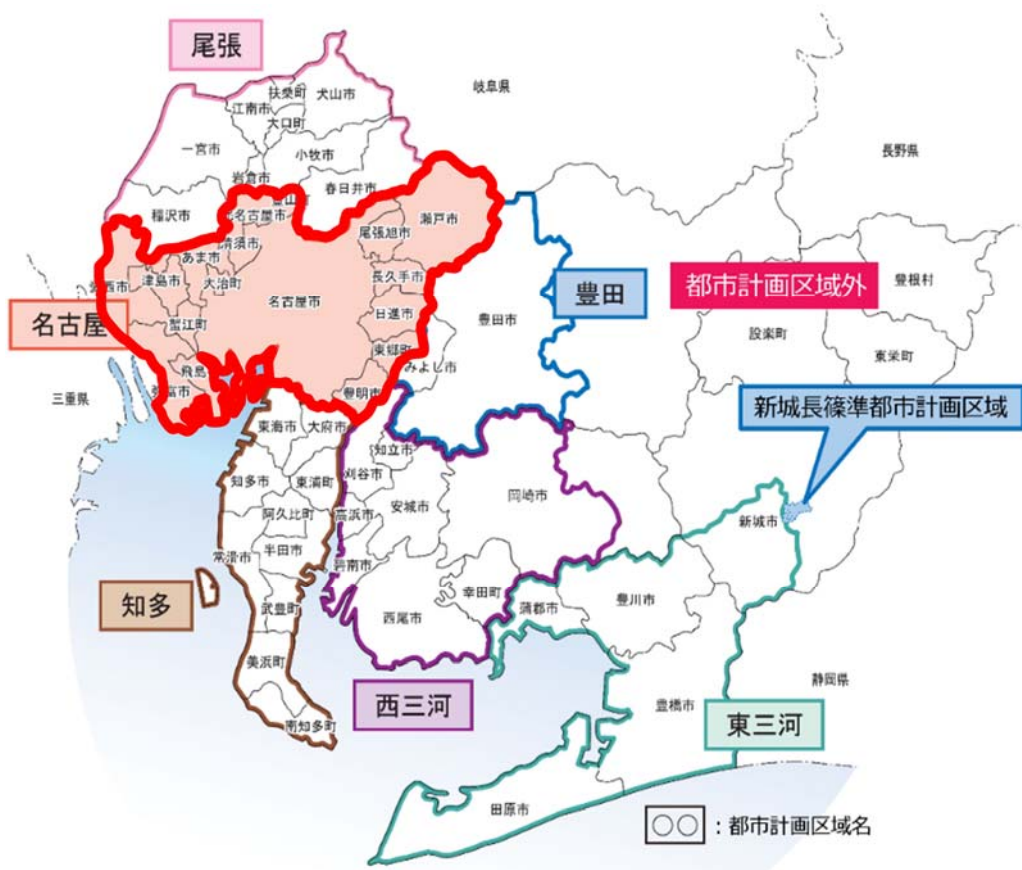 尾張
岐阜県
扶桑町
犬山市
江南市
大口町
一宮市
小牧市
長野県
岩倉市
春日井市
稲沢市
北名古屋市
瀬戸市
尾張旭市
清須市
あま市
津島市
大治町
長久手市
名古屋市
豊田
都市計画区域外
豊根村
名古屋
日進市
豊田市
蟹江町
設楽町
東郷町
みよし市
東栄町
飛島
三重県
豊明市
新城長篠準都市計画区域
東海市
大府市
知立市
刈谷市
知多市
東浦町
岡崎市
安城市
高浜市
新城市
阿久比町
半田市
常滑市
碧南市
幸田町
豊川市
知多
武豊町
西尾市
蒲郡市
美浜町
静岡県
西三河
豊橋市
東三河
南知多町
田原市
○○：都市計画区域名